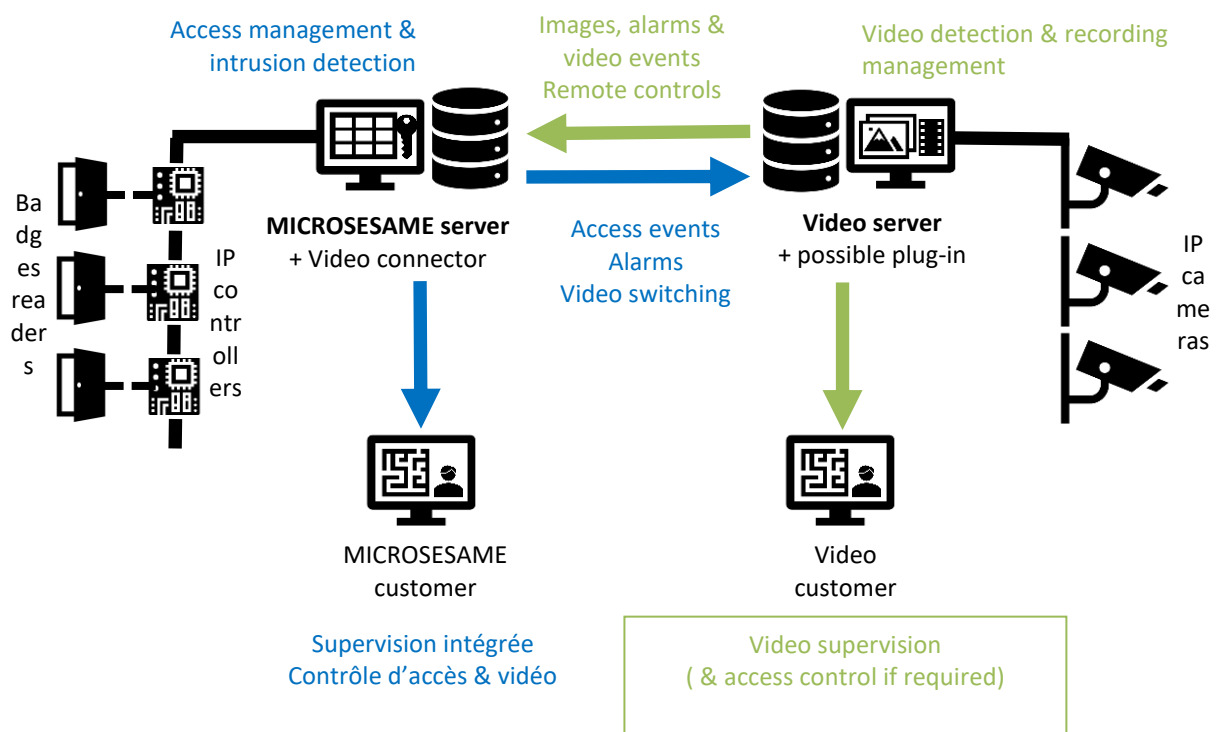 Access management &
intrusion detection
Images, alarms &
video events
Remote controls
Video detection & recording
management
Ba
dg
es
rea
der
s
IP
co
ntr
oll
ers
MICROSESAME server
+ Video connector
Access events
Alarms
Video switching
Video server
+ possible plug-in
IP
ca
me
ras
MICROSESAME
customer
Video
customer
Supervision intégrée
Contrôle d’accès & vidéo
Video supervision
( & access control if required)